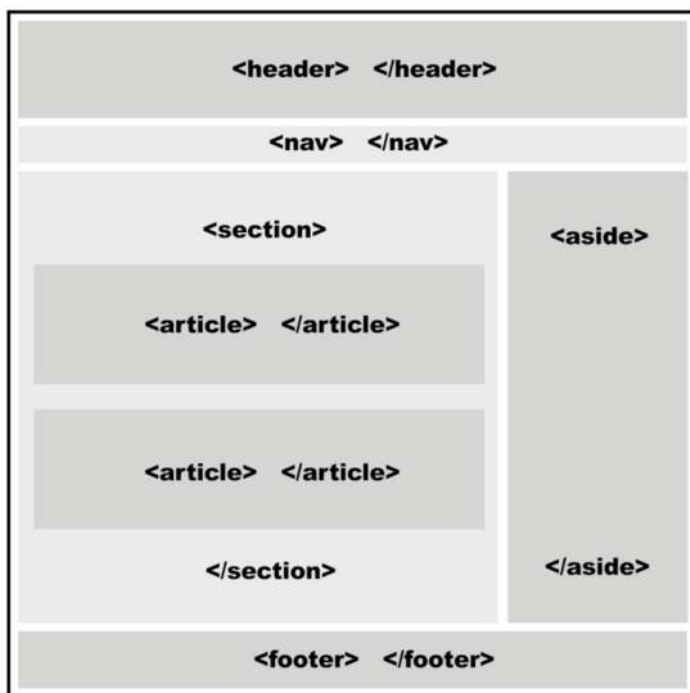 <header> </header>
<nav> </nav>
<section>
<article> </article>
<article> </article>
</section>
<aside>
</aside>
<footer> </footer>